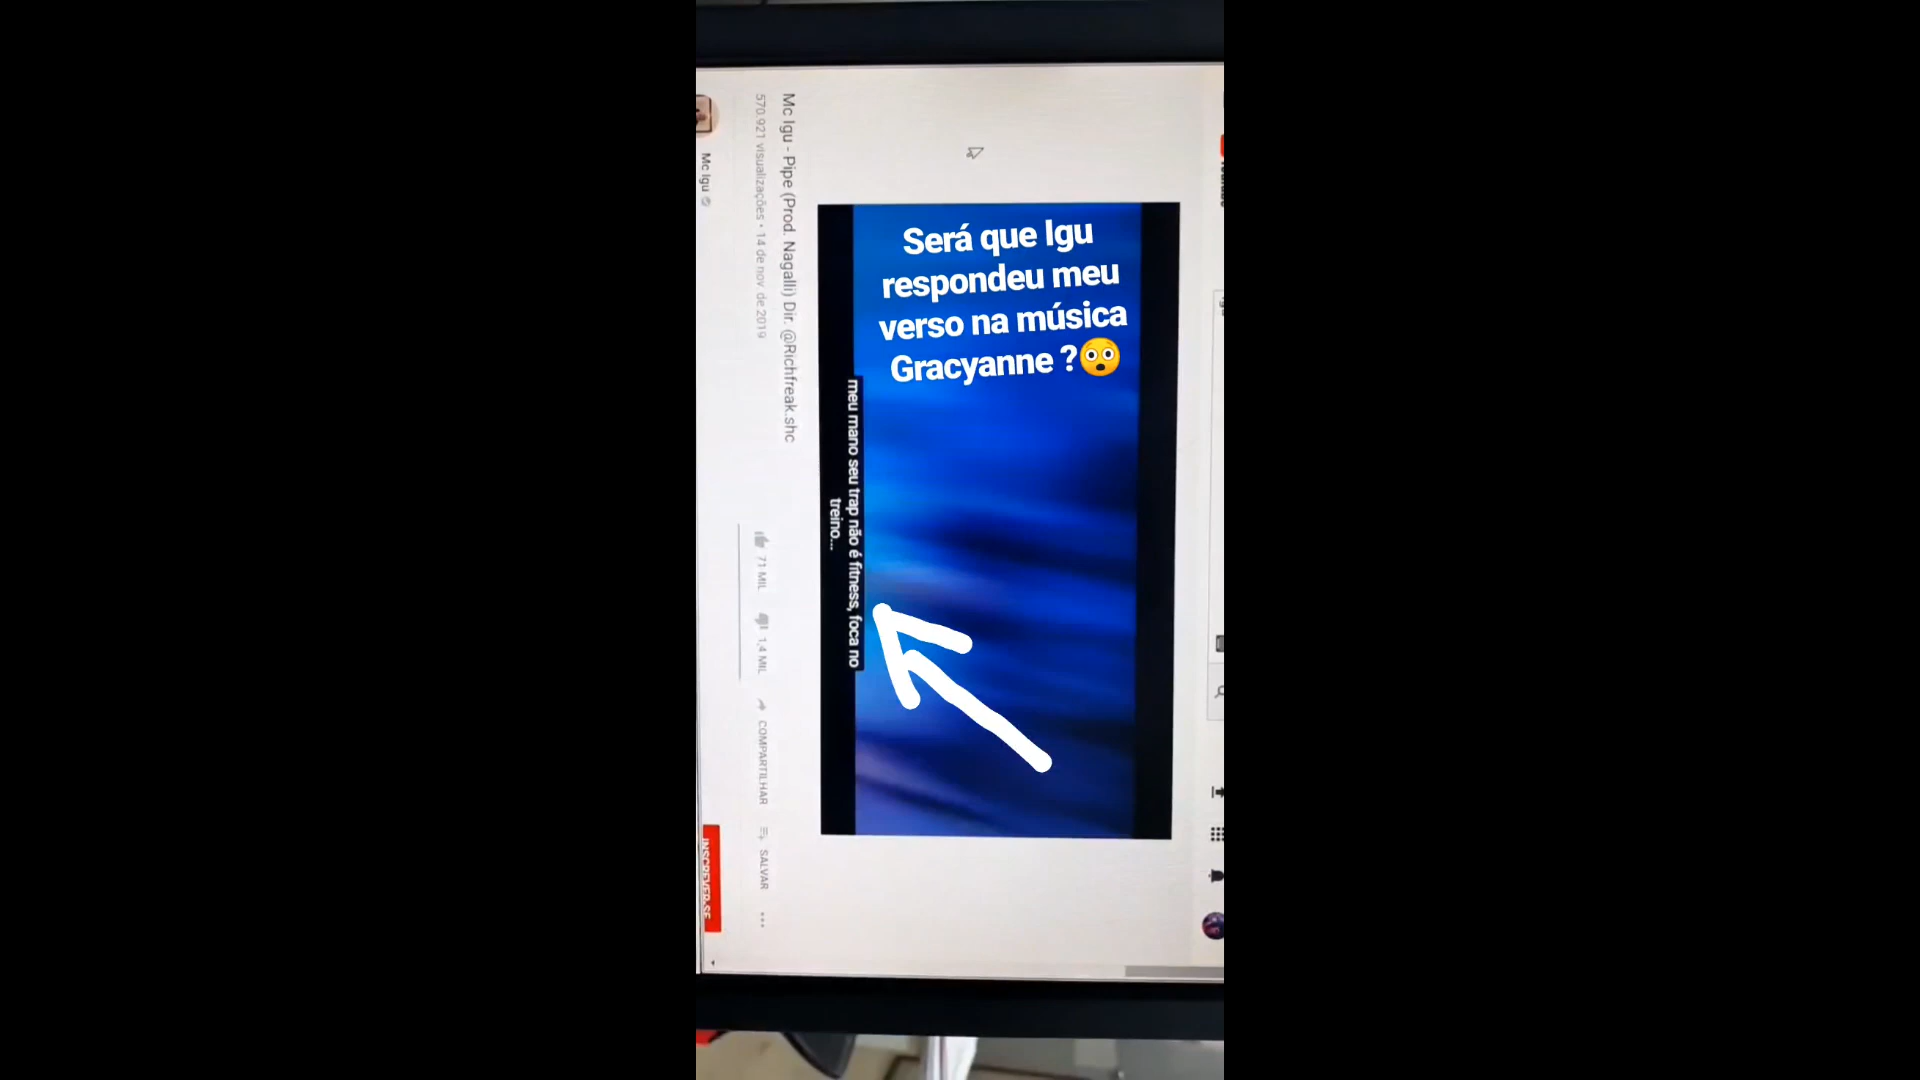 Será que Igu
respondeu meu
verso na música
Gracyanne ?😲
meu mano seu trap não é fitness, foca no
treino...
Mc Igu - Pipe (Prod. Nagalli) Dir. @Richfreak.shc
570.921 visualizações • 14 de nov. de 2019
71 MIL
1,4 MIL
COMPARTILHAR
SALVAR
Mc Igu
INSCREVER-SE